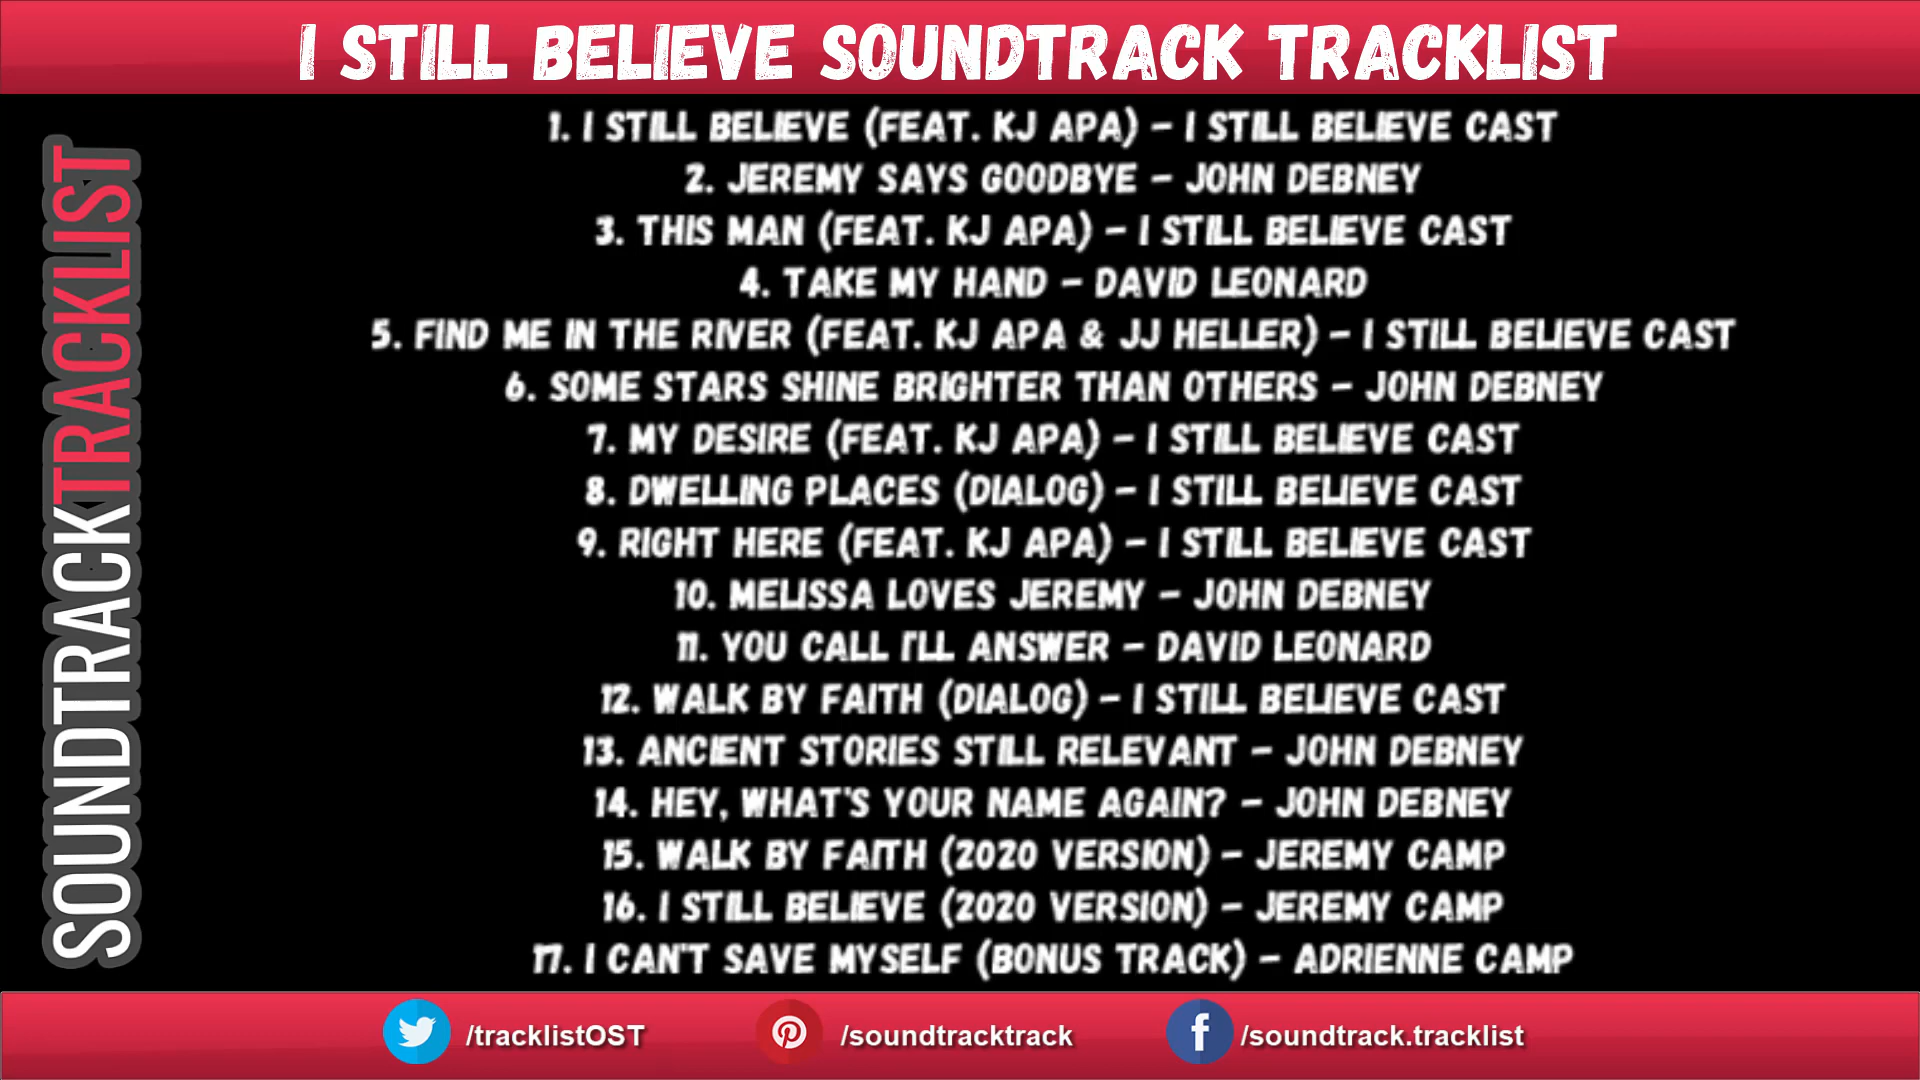 I STILL BELIEVE SOUNDTRACK TRACKLIST
SOUNDTRACKTRACKLIST
1. I STILL BELIEVE (FEAT. KJ APA) – I STILL BELIEVE CAST
2. JEREMY SAYS GOODBYE – JOHN DEBNEY
3. THIS MAN (FEAT. KJ APA) – I STILL BELIEVE CAST
4. TAKE MY HAND – DAVID LEONARD
5. FIND ME IN THE RIVER (FEAT. KJ APA & JJ HELLER) – I STILL BELIEVE CAST
6. SOME STARS SHINE BRIGHTER THAN OTHERS – JOHN DEBNEY
7. MY DESIRE (FEAT. KJ APA) – I STILL BELIEVE CAST
8. DWELLING PLACES (DIALOG) – I STILL BELIEVE CAST
9. RIGHT HERE (FEAT. KJ APA) – I STILL BELIEVE CAST
10. MELISSA LOVES JEREMY – JOHN DEBNEY
11. YOU CALL I'LL ANSWER – DAVID LEONARD
12. WALK BY FAITH (DIALOG) – I STILL BELIEVE CAST
13. ANCIENT STORIES STILL RELEVANT – JOHN DEBNEY
14. HEY, WHAT'S YOUR NAME AGAIN? – JOHN DEBNEY
15. WALK BY FAITH (2020 VERSION) – JEREMY CAMP
16. I STILL BELIEVE (2020 VERSION) – JEREMY CAMP
17. I CAN'T SAVE MYSELF (BONUS TRACK) – ADRIENNE CAMP
/tracklistOST
/soundtracktrack
/soundtrack.tracklist